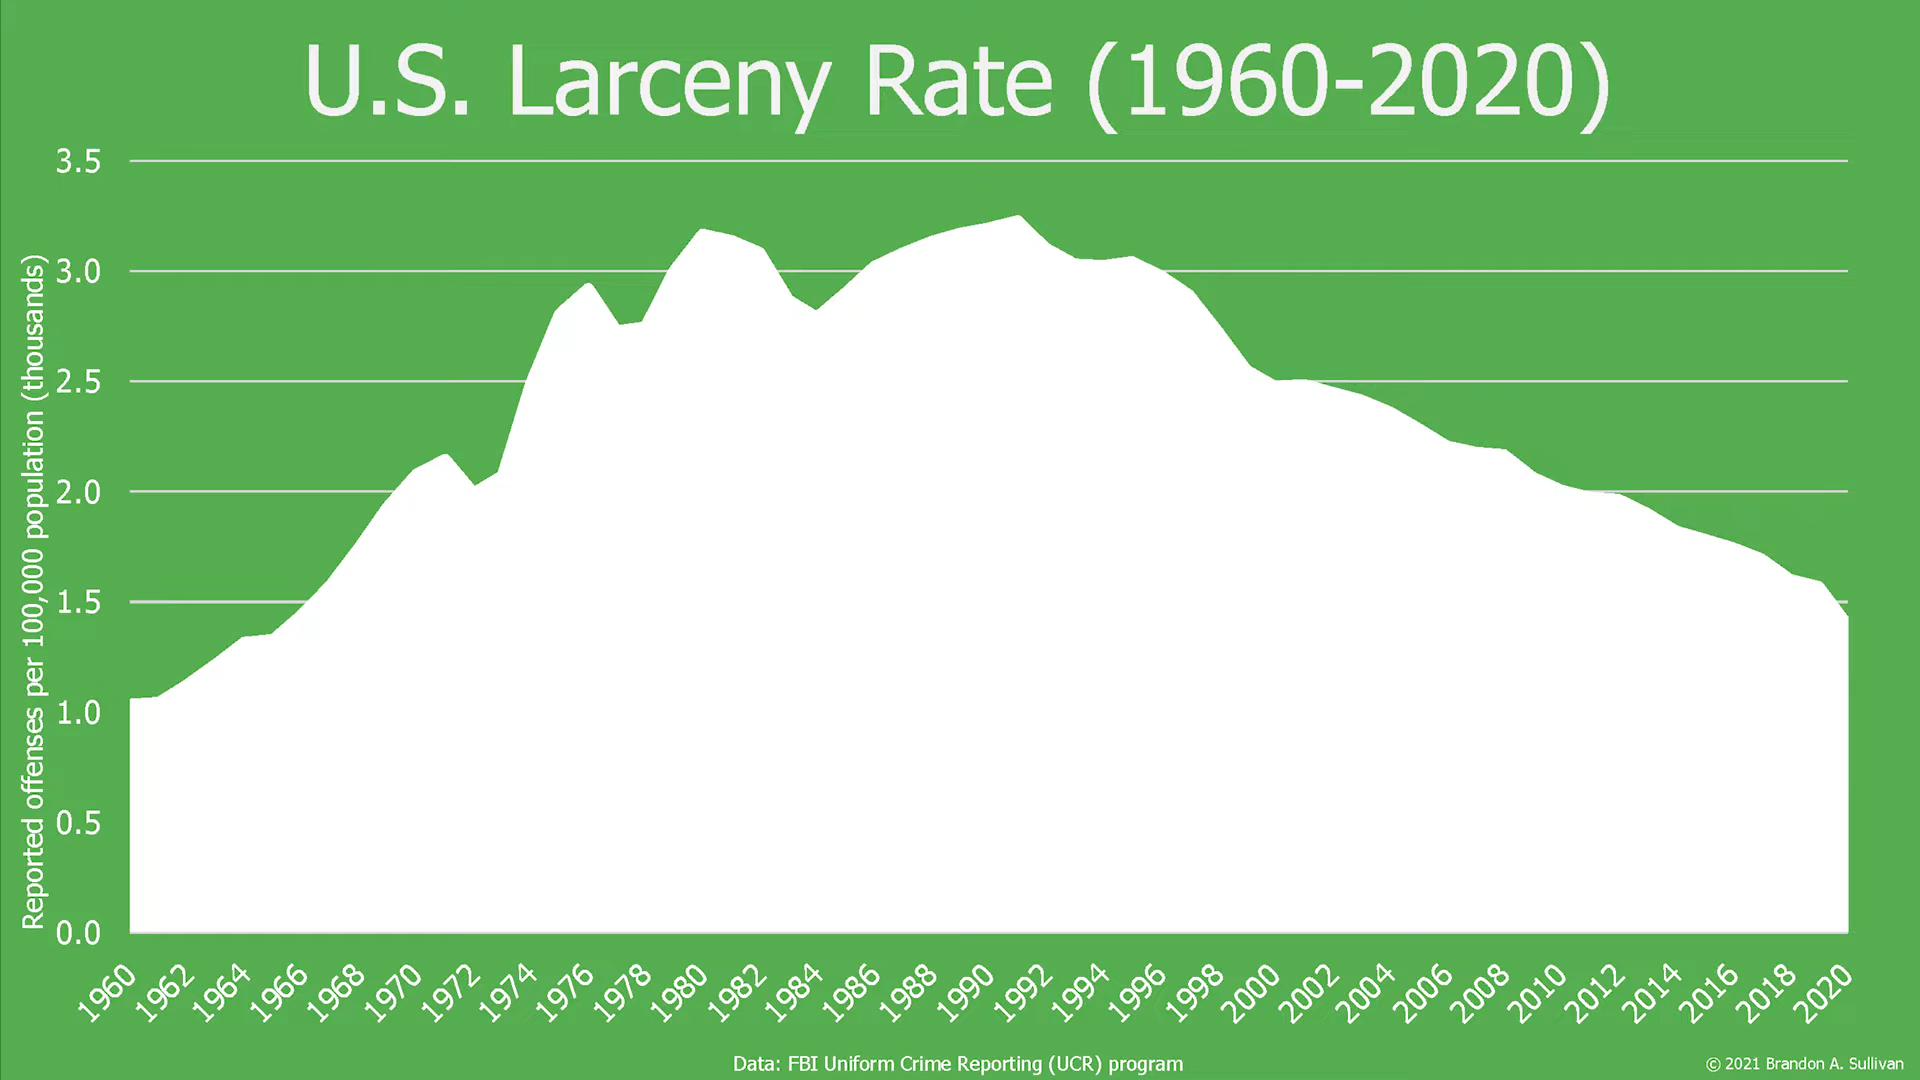 U.S. Larceny Rate (1960-2020)
Reported offenses per 100,000 population (thousands)
3.5
3.0
2.5
2.0
1.5
1.0
0.5
0.0
1960 1962 1964 1966 1968 1970 1972 1974 1976 1978 1980 1982 1984 1986 1988 1990 1992 1994 1996 1998 2000 2002 2004 2006 2008 2010 2012 2014 2016 2018 2020
Data: FBI Uniform Crime Reporting (UCR) program
© 2021 Brandon A. Sullivan